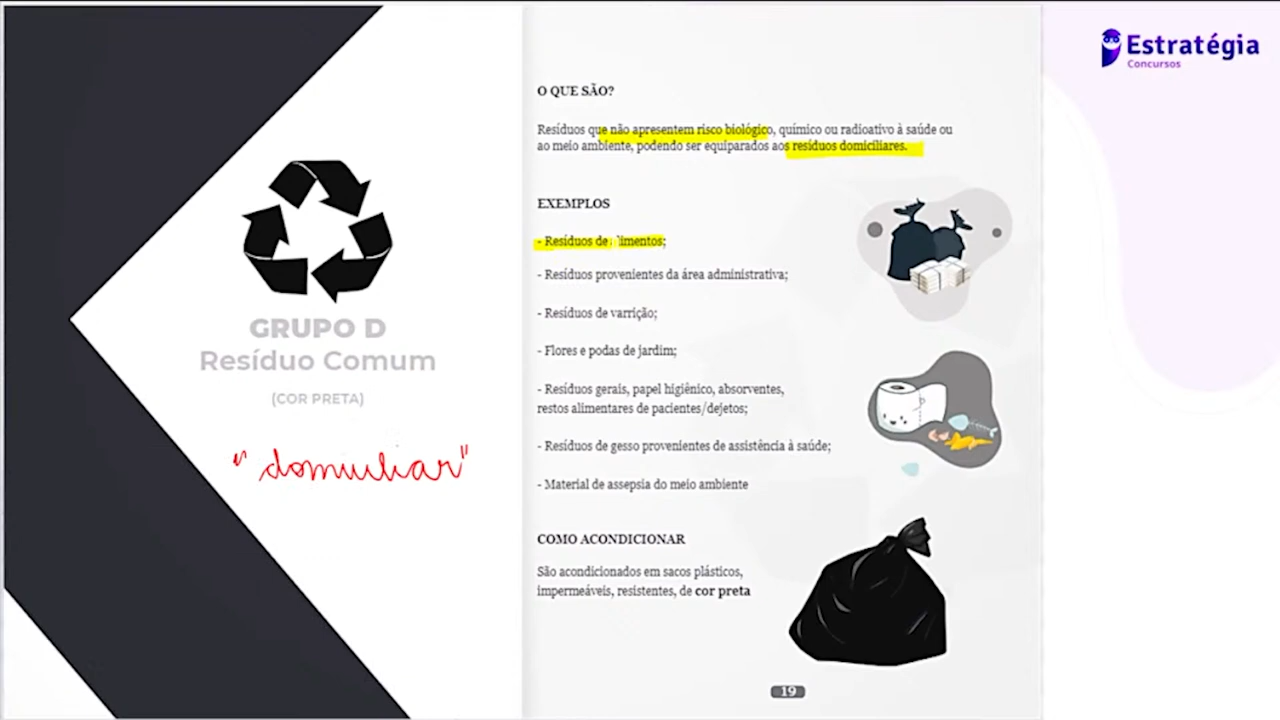 Estratégia
Concursos
GRUPO D
Resíduo Comum
(COR PRETA)
"domiciliar"
O QUE SÃO?
Resíduos que não apresentem risco biológico, químico ou radioativo à saúde ou
ao meio ambiente, podendo ser equiparados aos resíduos domiciliares.
EXEMPLOS
- Resíduos de alimentos;
- Resíduos provenientes da área administrativa;
- Resíduos de varrição;
- Flores e podas de jardim;
- Resíduos gerais, papel higiênico, absorventes,
restos alimentares de pacientes/dejetos;
- Resíduos de gesso provenientes de assistência à saúde;
- Material de assepsia do meio ambiente
COMO ACONDICIONAR
São acondicionados em sacos plásticos,
impermeáveis, resistentes, de cor preta
19